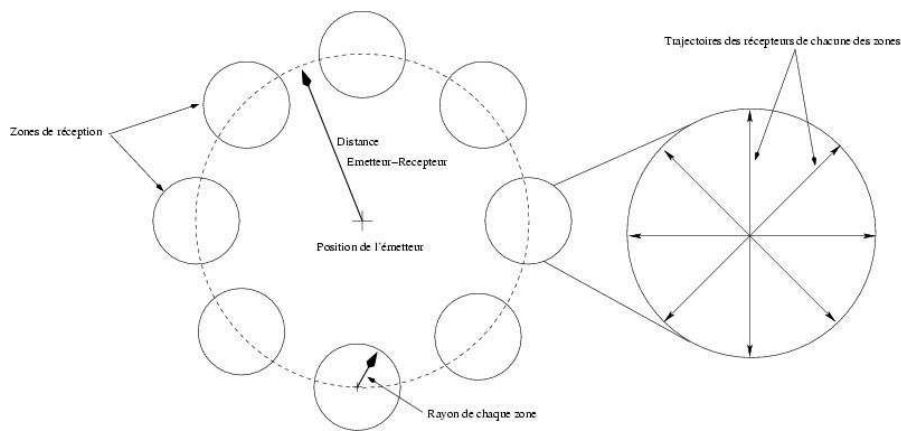 Trajectoires des récepteurs de chacune des zones
Zones de réception
Distance
Emetteur-Recepteur
Position de l'émetteur
Rayon de chaque zone